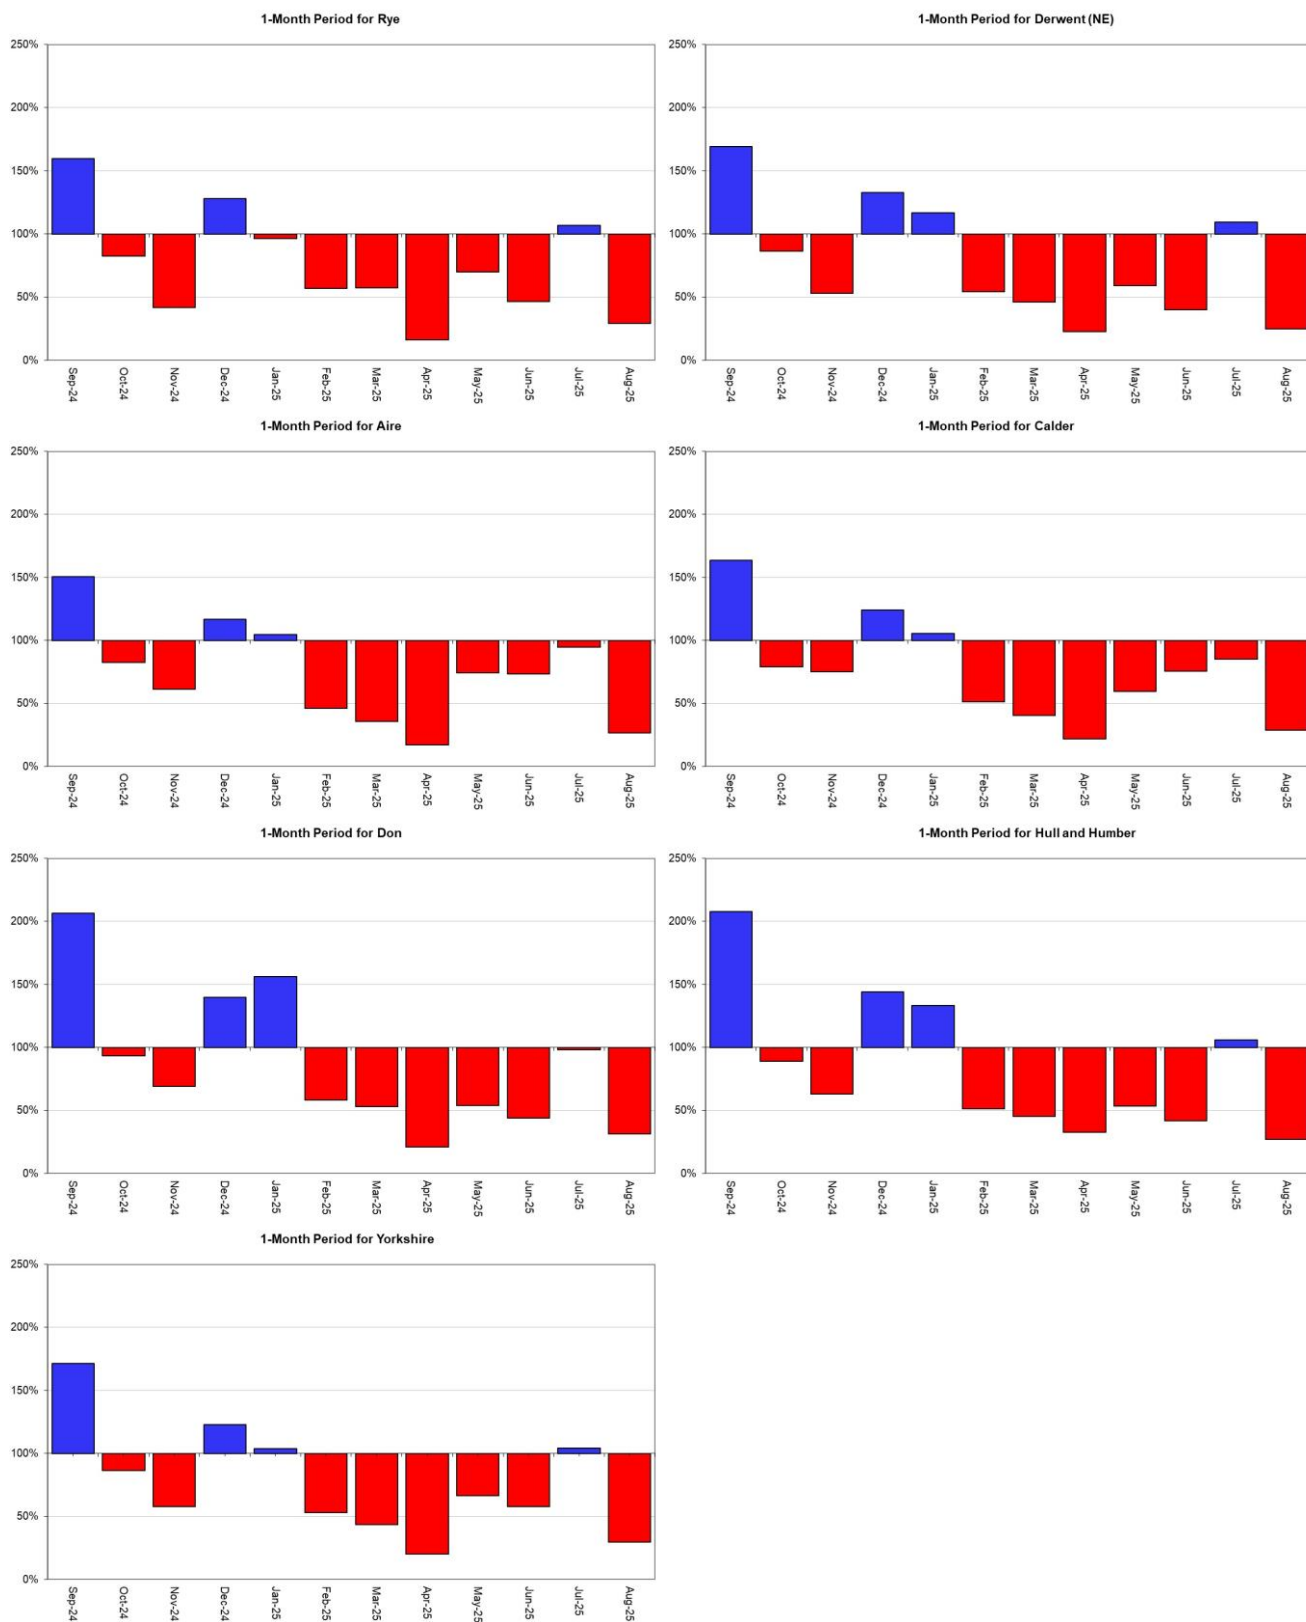 1-Month Period for Rye
250%
200%
150%
100%
50%
0%
Sep-24
Oct-24
Nov-24
Dec-24
Jan-25
Feb-25
Mar-25
Apr-25
May-25
Jun-25
Jul-25
Aug-25
1-Month Period for Derwent (NE)
250%
200%
150%
100%
50%
0%
Sep-24
Oct-24
Nov-24
Dec-24
Jan-25
Feb-25
Mar-25
Apr-25
May-25
Jun-25
Jul-25
Aug-25
1-Month Period for Aire
250%
200%
150%
100%
50%
0%
Sep-24
Oct-24
Nov-24
Dec-24
Jan-25
Feb-25
Mar-25
Apr-25
May-25
Jun-25
Jul-25
Aug-25
1-Month Period for Calder
250%
200%
150%
100%
50%
0%
Sep-24
Oct-24
Nov-24
Dec-24
Jan-25
Feb-25
Mar-25
Apr-25
May-25
Jun-25
Jul-25
Aug-25
1-Month Period for Don
250%
200%
150%
100%
50%
0%
Sep-24
Oct-24
Nov-24
Dec-24
Jan-25
Feb-25
Mar-25
Apr-25
May-25
Jun-25
Jul-25
Aug-25
1-Month Period for Hull and Humber
250%
200%
150%
100%
50%
0%
Sep-24
Oct-24
Nov-24
Dec-24
Jan-25
Feb-25
Mar-25
Apr-25
May-25
Jun-25
Jul-25
Aug-25
1-Month Period for Yorkshire
250%
200%
150%
100%
50%
0%
Sep-24
Oct-24
Nov-24
Dec-24
Jan-25
Feb-25
Mar-25
Apr-25
May-25
Jun-25
Jul-25
Aug-25